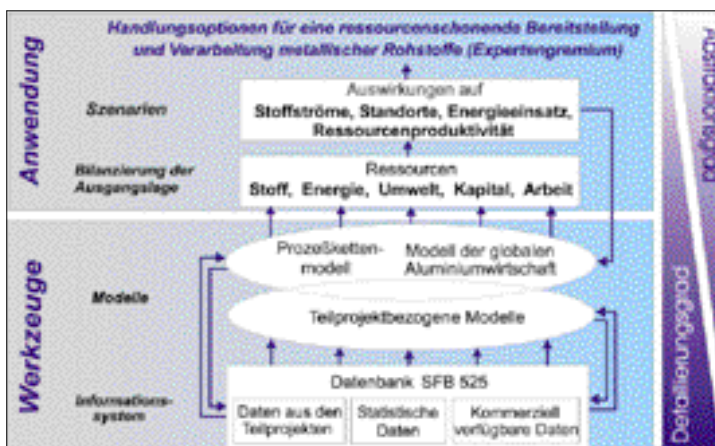 Handlungsoptionen für eine ressourcenschonende Bereitstellung
und Verarbeitung metallischer Rohstoffe (Expertengremium)
Anwendung
Szenarien
Auswirkungen auf
Stoffströme, Standorte, Energieeinsatz,
Ressourcenproduktivität
Bilanzierung der
Ausgangslage
Ressourcen
Stoff, Energie, Umwelt, Kapital, Arbeit
Werkzeuge
Modelle
Prozeßketten-
modell
Modell der globalen
Aluminiumwirtschaft
Teilprojektbezogene Modelle
Informations-
system
Datenbank SFB 525
Daten aus den
Teilprojekten
Statistische
Daten
Kommerziell
verfügbare Daten
Abstraktionsgrad
Detaillierungsgrad